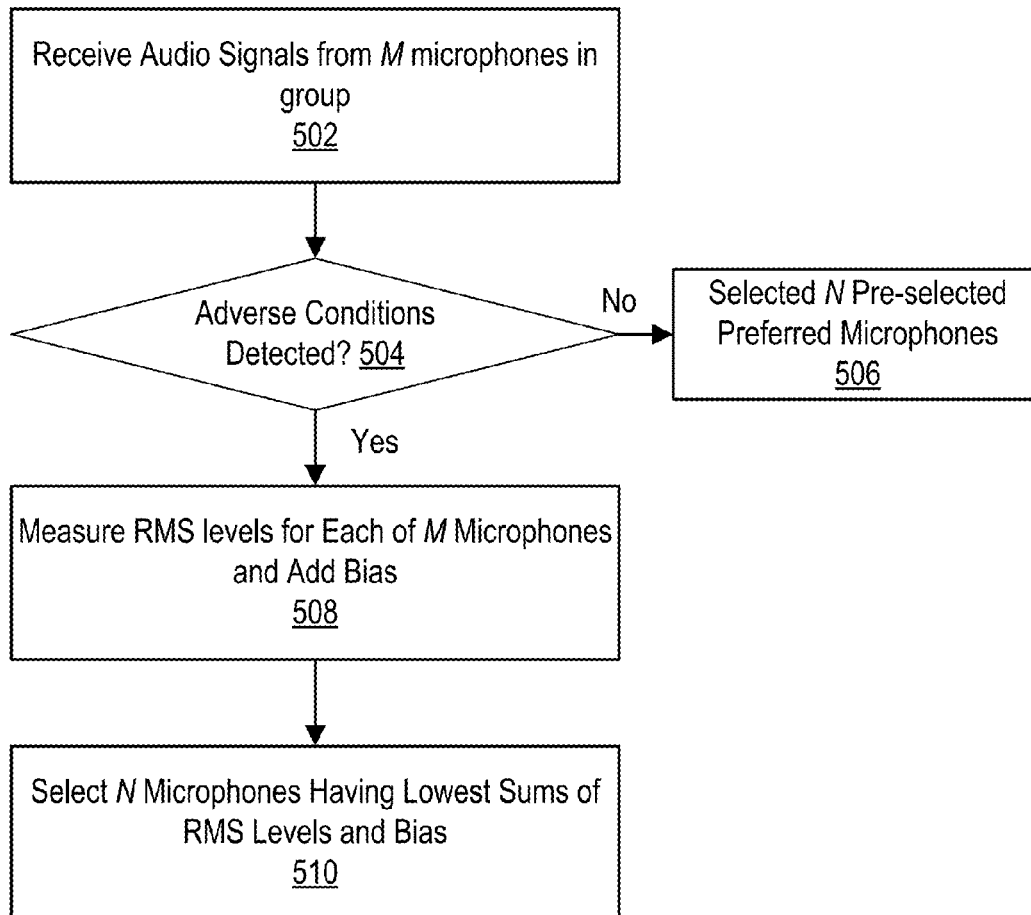 Receive Audio Signals from M microphones in
group
502
Adverse Conditions
Detected? 504
No
Selected N Pre-selected
Preferred Microphones
506
Yes
Measure RMS levels for Each of M Microphones
and Add Bias
508
Select N Microphones Having Lowest Sums of
RMS Levels and Bias
510